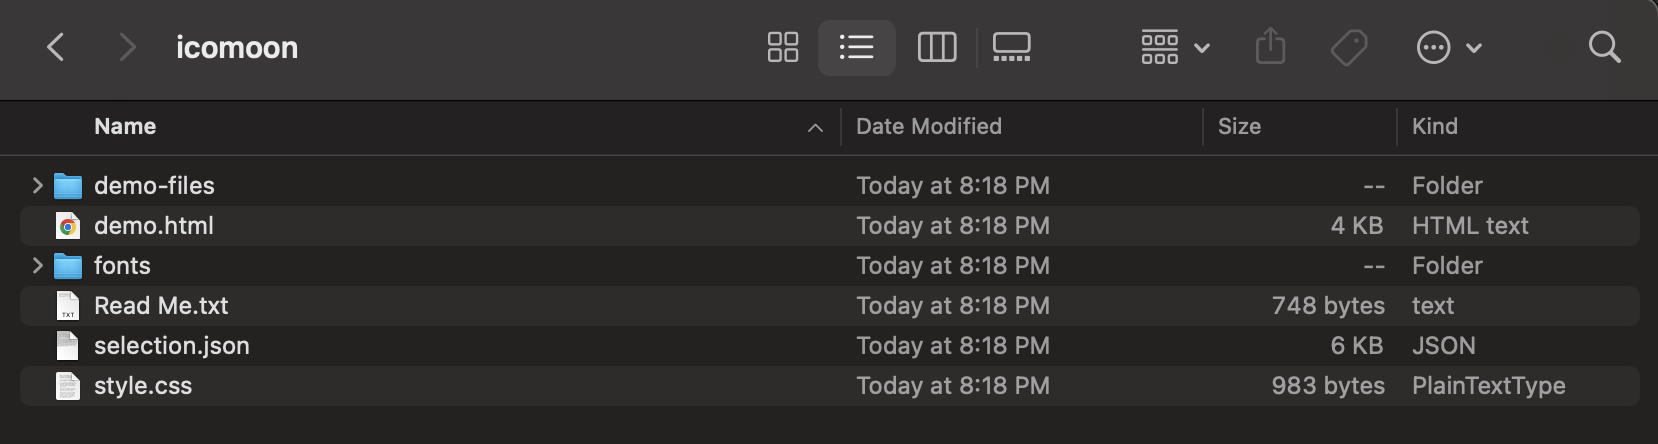 icomoon
Name Date Modified Size Kind
demo-files Today at 8:18 PM -- Folder
demo.html Today at 8:18 PM 4 KB HTML text
fonts Today at 8:18 PM -- Folder
TXT Read Me.txt Today at 8:18 PM 748 bytes text
selection.json Today at 8:18 PM 6 KB JSON
style.css Today at 8:18 PM 983 bytes PlainTextType